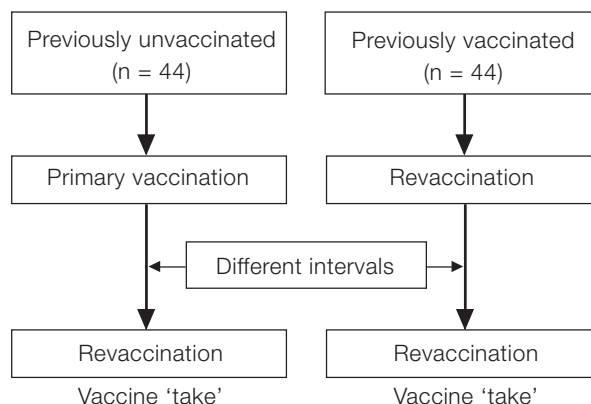 Previously unvaccinated
(n = 44)
Previously vaccinated
(n = 44)
Primary vaccination
Revaccination
Different intervals
Revaccination
Revaccination
Vaccine ‘take’
Vaccine ‘take’